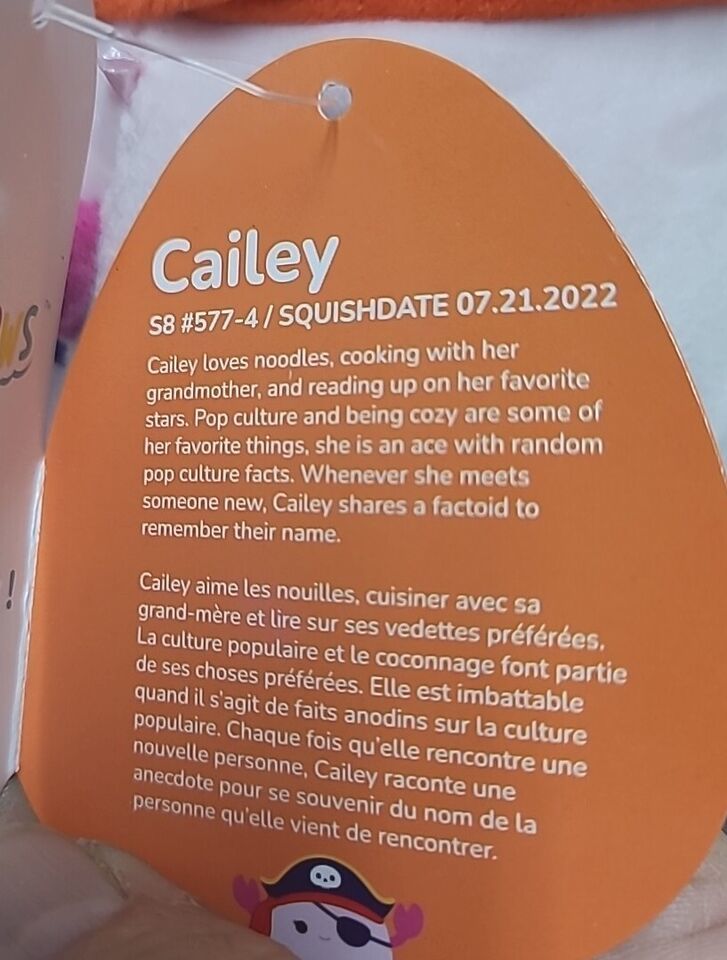 Cailey
S8 #577-4 / SQUISHDATE 07.21.2022
Cailey loves noodles, cooking with her
grandmother, and reading up on her favorite
stars. Pop culture and being cozy are some of
her favorite things, she is an ace with random
pop culture facts. Whenever she meets
someone new, Cailey shares a factoid to
remember their name.
Cailey aime les nouilles, cuisiner avec sa
grand-mère et lire sur ses vedettes préférées.
La culture populaire et le coconnage font partie
de ses choses préférées. Elle est imbattable
quand il s'agit de faits anodins sur la culture
populaire. Chaque fois qu'elle rencontre une
nouvelle personne, Cailey raconte une
anecdote pour se souvenir du nom de la
personne qu'elle vient de rencontrer.
!